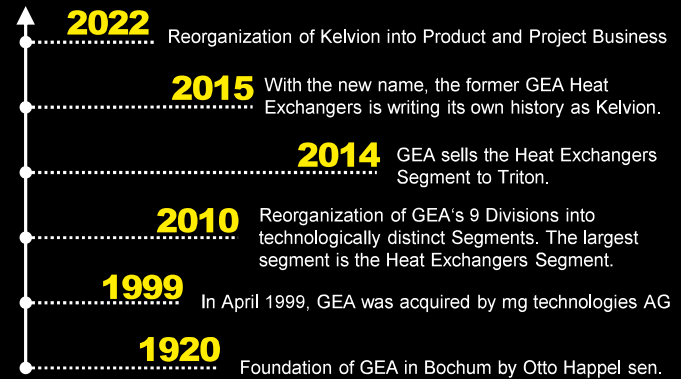 2022
Reorganization of Kelvion into Product and Project Business
2015
With the new name, the former GEA Heat
Exchangers is writing its own history as Kelvion.
2014
GEA sells the Heat Exchangers
Segment to Triton.
2010
Reorganization of GEA‘s 9 Divisions into
technologically distinct Segments. The largest
segment is the Heat Exchangers Segment.
1999
In April 1999, GEA was acquired by mg technologies AG
1920
Foundation of GEA in Bochum by Otto Happel sen.